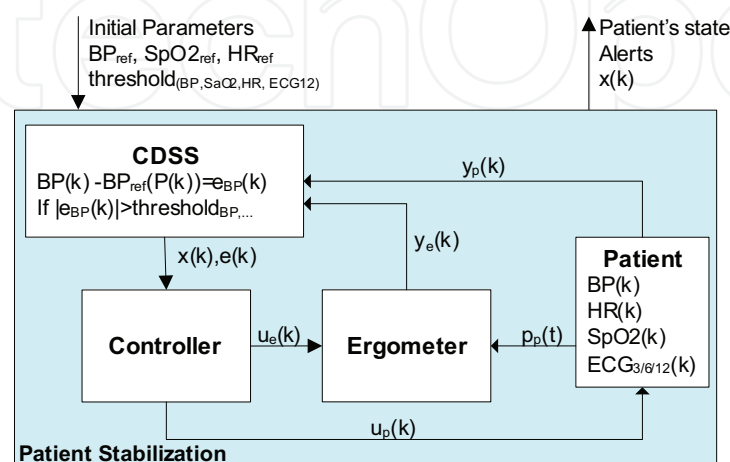 Initial Parameters
BPref, SpO2ref, HRref
threshold(BP,SaO2,HR, ECG12)
Patient's state
Alerts
x(k)
CDSS
BP(k) -BPref(P(k))=eBP(k)
If |eBP(k)|>thresholdBP,...
yp(k)
ye(k)
x(k),e(k)
Patient
BP(k)
HR(k)
SpO2(k)
ECG3/6/12(k)
Controller
ue(k)
Ergometer
pp(t)
up(k)
Patient Stabilization